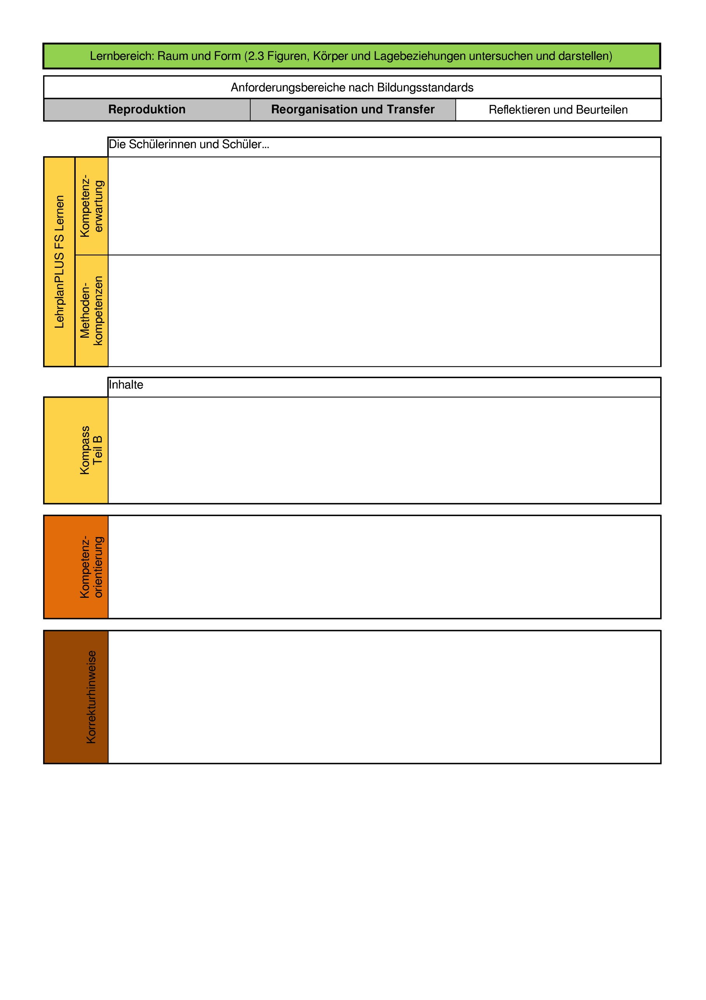 Lernbereich: Raum und Form (2.3 Figuren, Körper und Lagebeziehungen untersuchen und darstellen)
Anforderungsbereiche nach Bildungsstandards
Reproduktion
Reorganisation und Transfer
Reflektieren und Beurteilen
Die Schülerinnen und Schüler...
LehrplanPLUS FS Lernen
Kompetenz-
erwartung
Methoden-
kompetenzen
Inhalte
Kompass
Teil B
Kompetenz-
orientierung
Korrekturhinweise